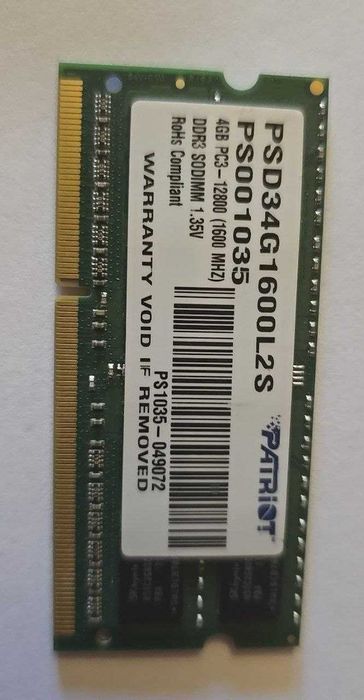 PSD34G1600L2S
PS001035
4GB PC3-12800 (1600 MHZ)
DDR3 SODIMM 1.35V
RoHs Compliant
PATRIOT
PS1035-049072
WARRANTY VOID IF REMOVED